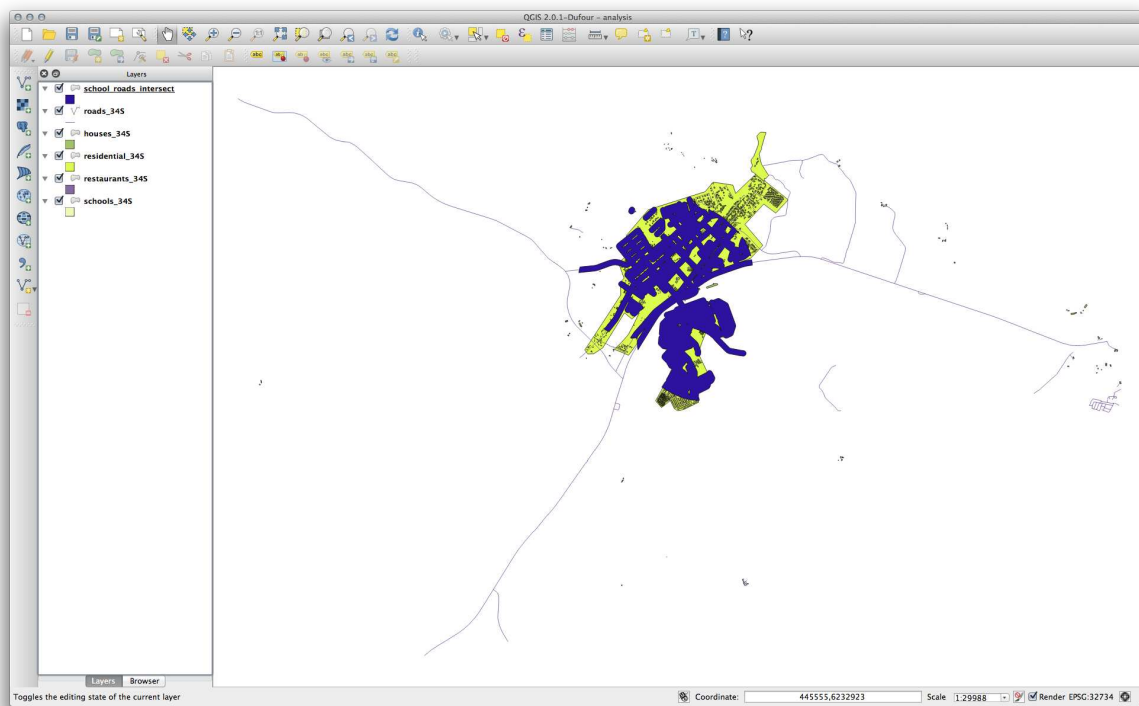 QGIS 2.0.1-Dufour - analysis
Layers
school_roads_intersect
roads_34S
houses_34S
residential_34S
restaurants_34S
schools_34S
Layers Browser
Toggles the editing state of the current layer
Coordinate: 445555,6232923 Scale 1:29988 Render EPSG:32734